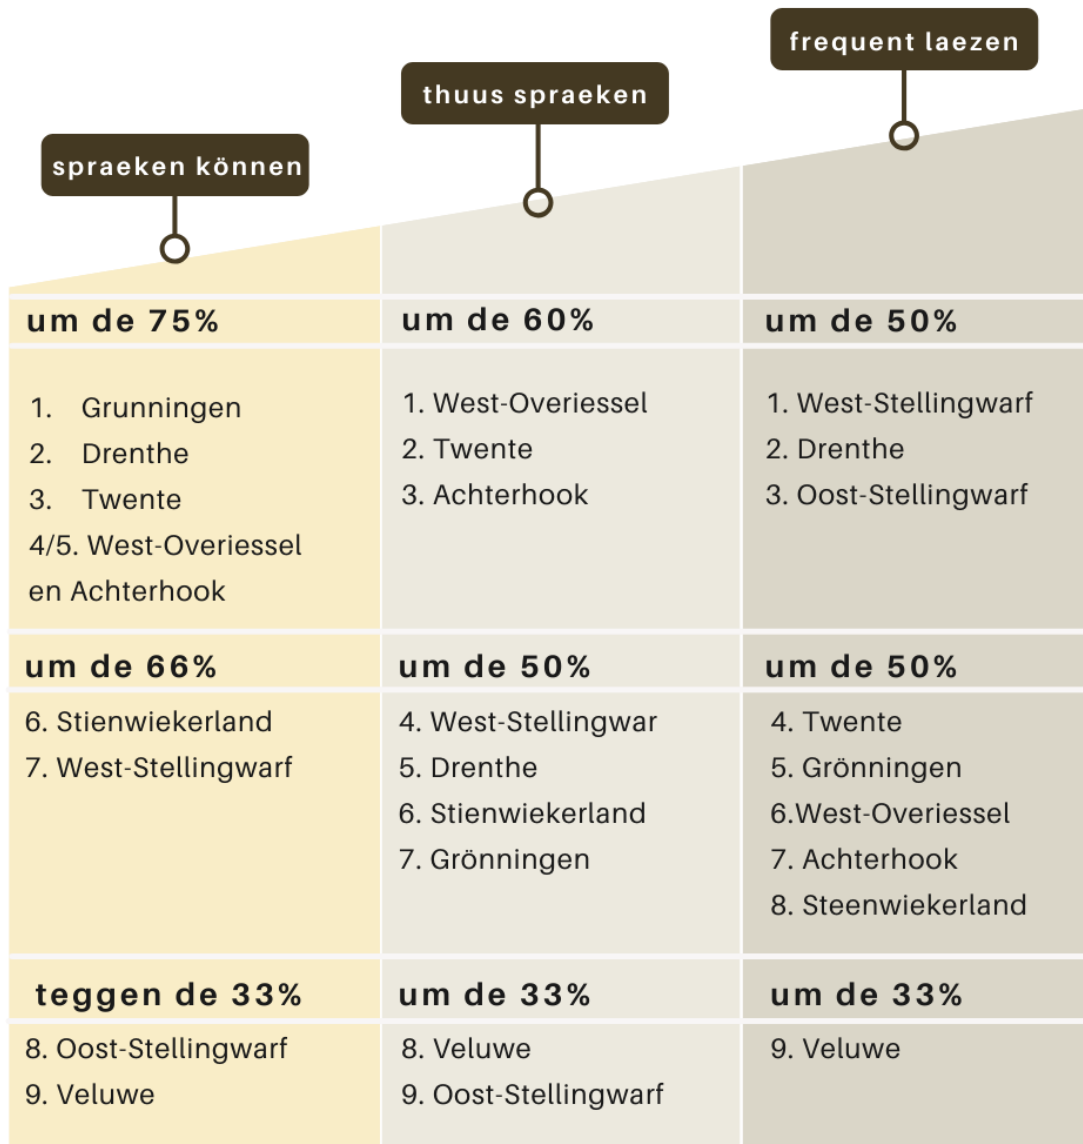 spraeken können
thuus spraeken
frequent laezen
um de 75%
1. Grunningen
2. Drenthe
3. Twente
4/5. West-Overiessel
en Achterhook
um de 60%
1. West-Overiessel
2. Twente
3. Achterhook
um de 50%
1. West-Stellingwarf
2. Drenthe
3. Oost-Stellingwarf
um de 66%
6. Stienwiekerland
7. West-Stellingwarf
um de 50%
4. West-Stellingwar
5. Drenthe
6. Stienwiekerland
7. Grönningen
um de 50%
4. Twente
5. Grönningen
6.West-Overiessel
7. Achterhook
8. Steenwiekerland
teggen de 33%
8. Oost-Stellingwarf
9. Veluwe
um de 33%
8. Veluwe
9. Oost-Stellingwarf
um de 33%
9. Veluwe